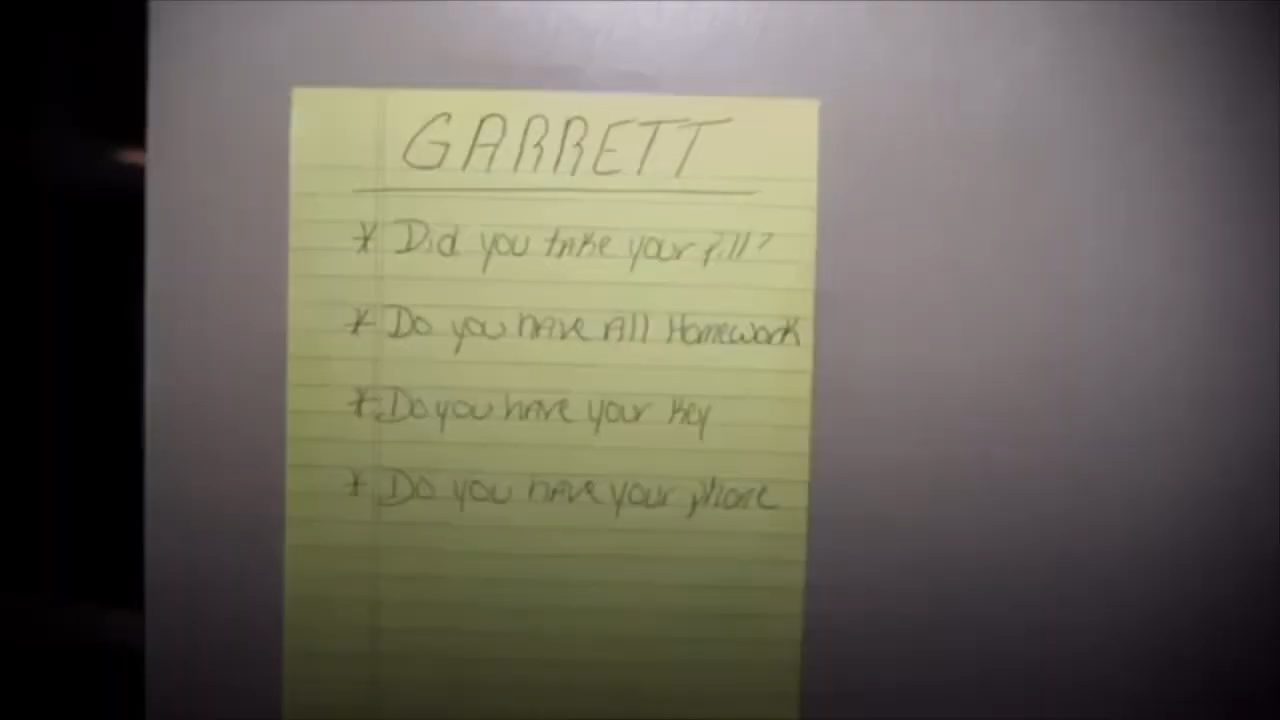 GARRETT
* Did you take your pill?
* Do you have All Homework
* Do you have your key
* Do you have your phone